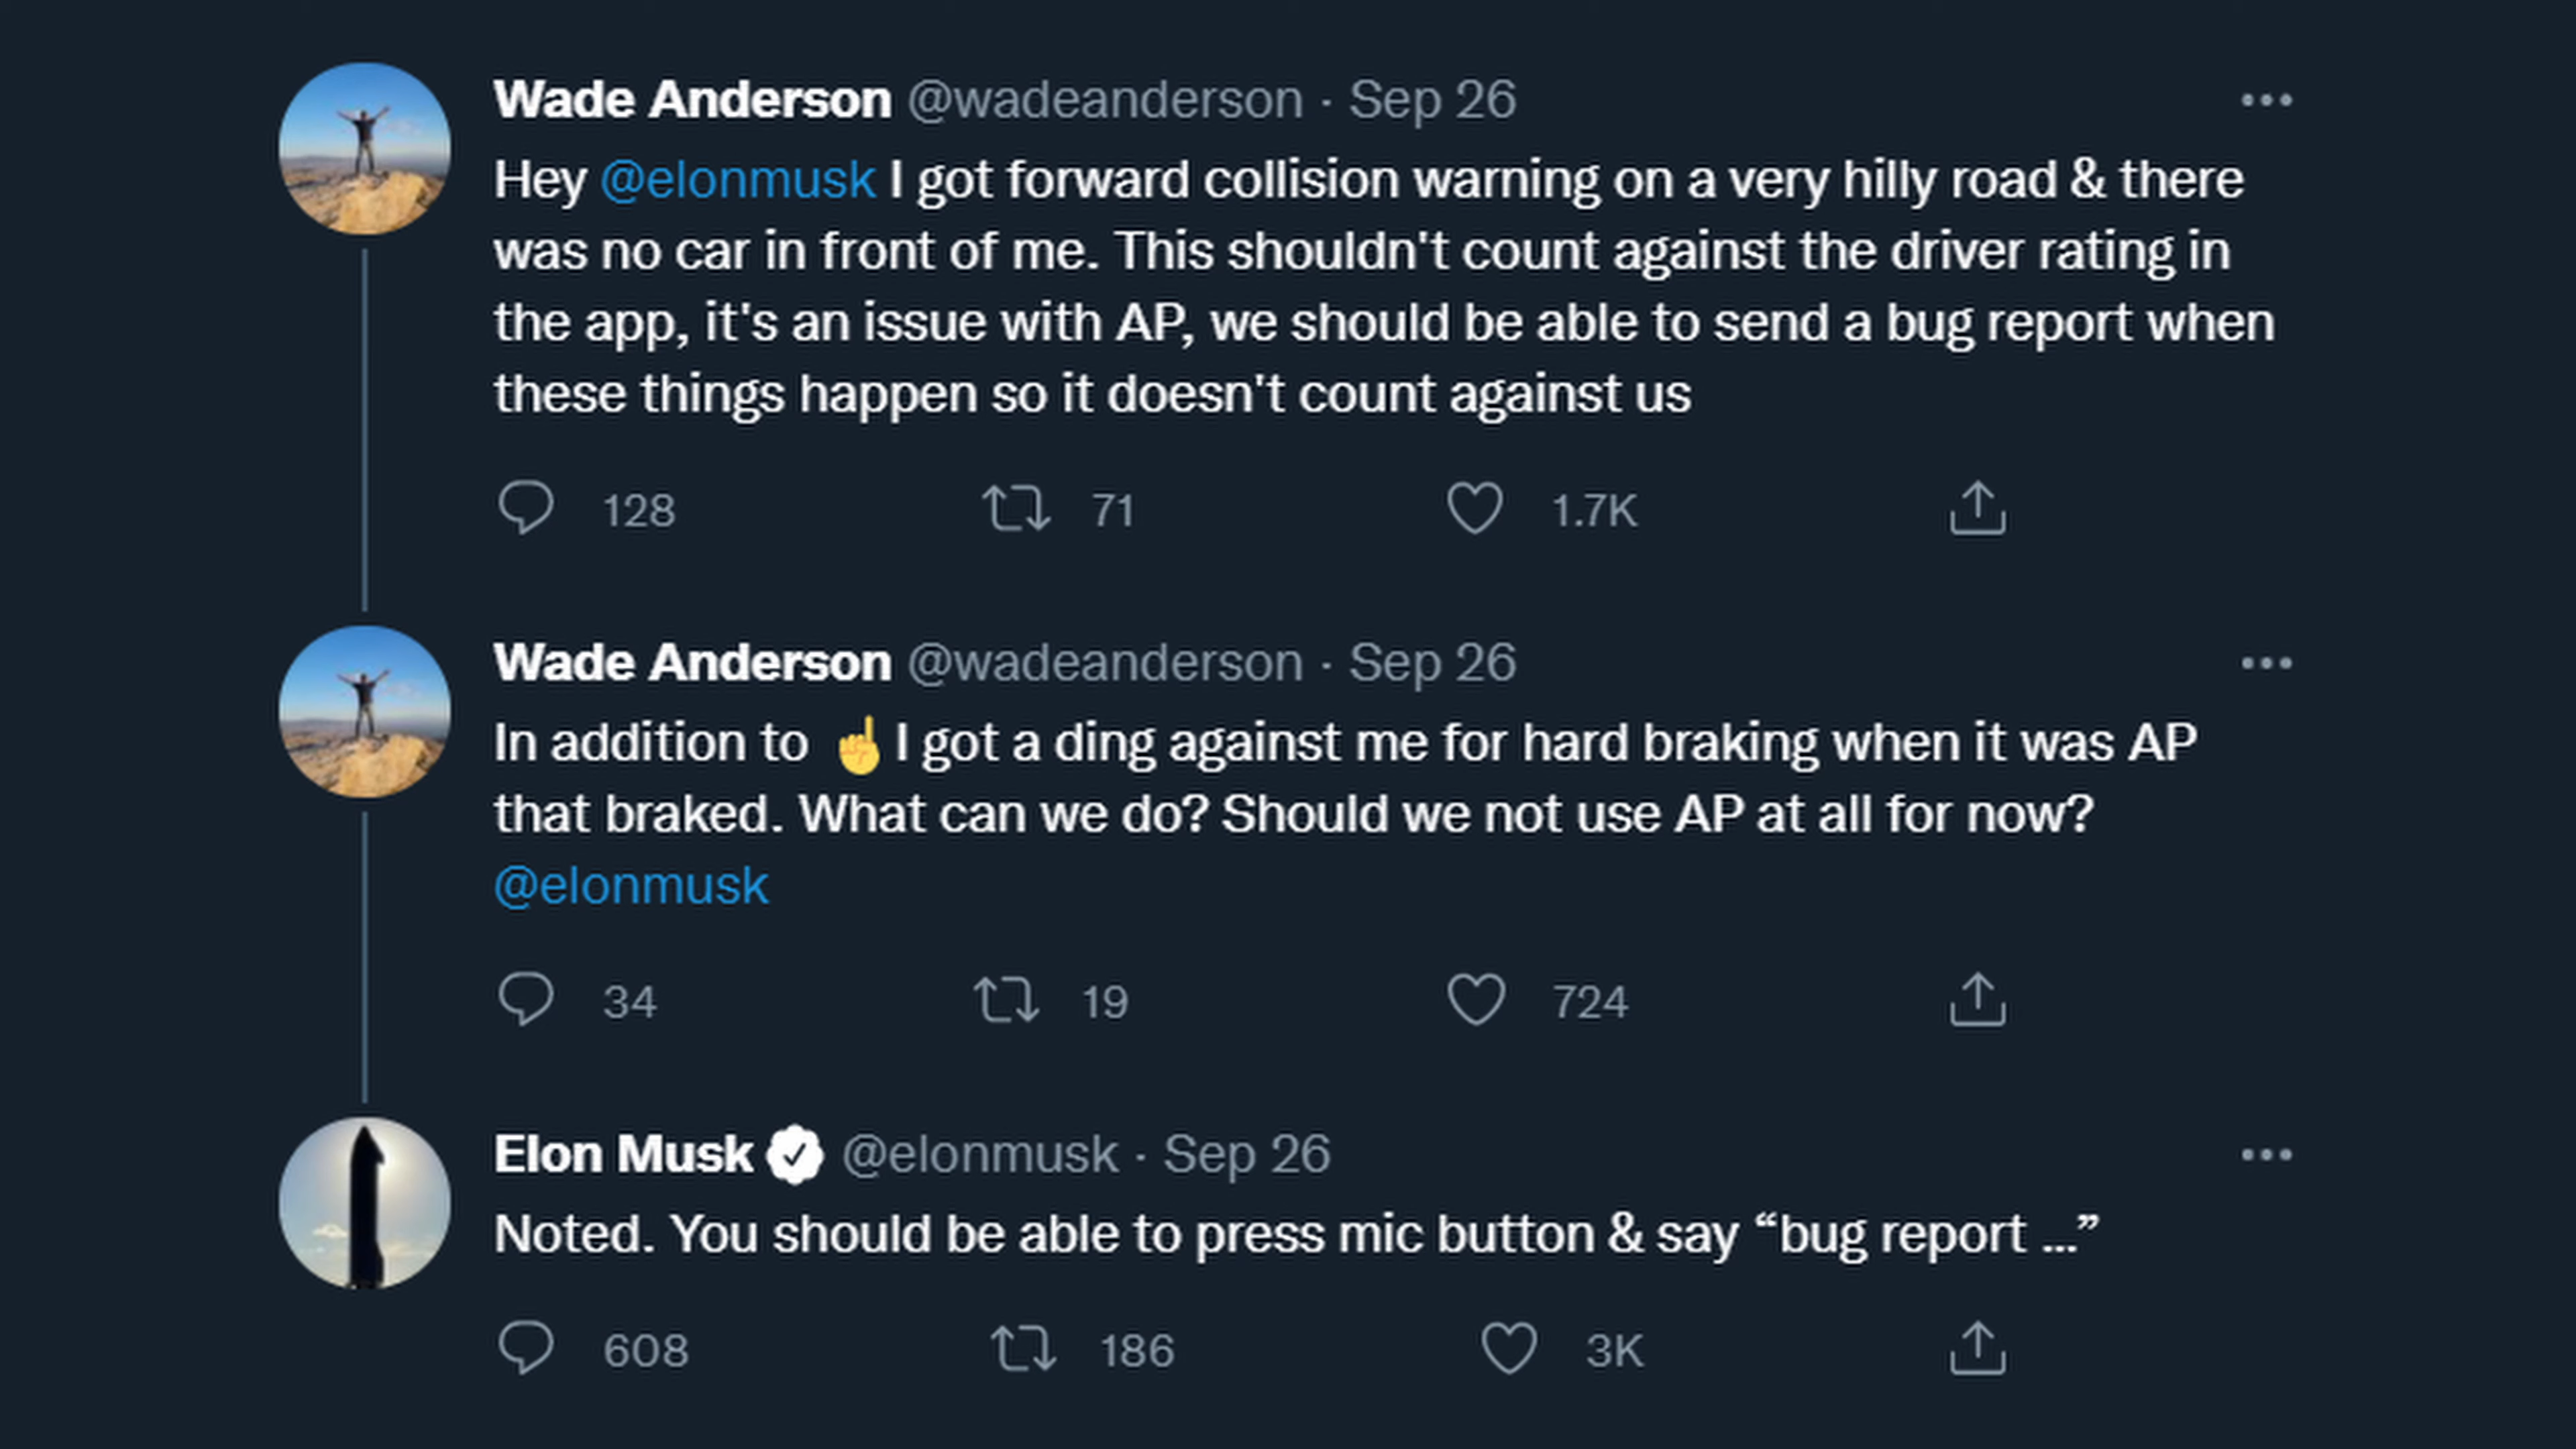 Wade Anderson @wadeanderson · Sep 26
Hey @elonmusk I got forward collision warning on a very hilly road & there
was no car in front of me. This shouldn't count against the driver rating in
the app, it's an issue with AP, we should be able to send a bug report when
these things happen so it doesn't count against us
128 71 1.7K
Wade Anderson @wadeanderson · Sep 26
In addition to ☝️ I got a ding against me for hard braking when it was AP
that braked. What can we do? Should we not use AP at all for now?
@elonmusk
34 19 724
Elon Musk @elonmusk · Sep 26
Noted. You should be able to press mic button & say “bug report ...”
608 186 3K